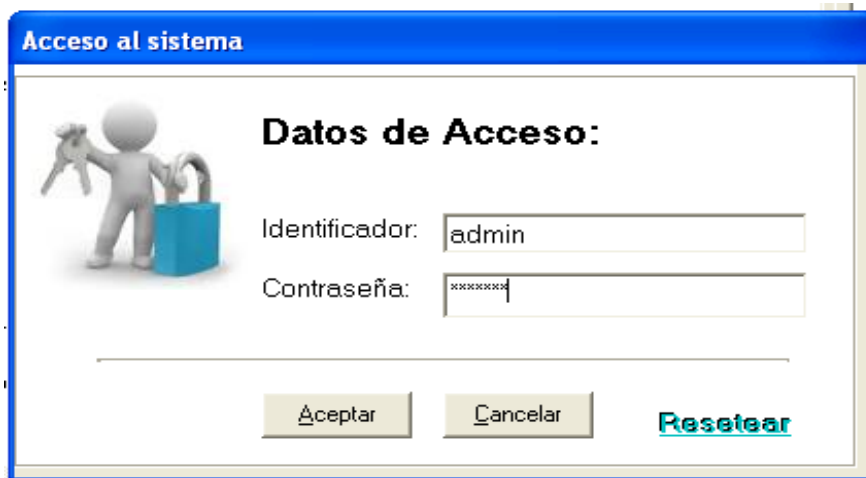 Acceso al sistema
Datos de Acceso:
Identificador: admin
Contraseña: *******
Aceptar Cancelar Resetear